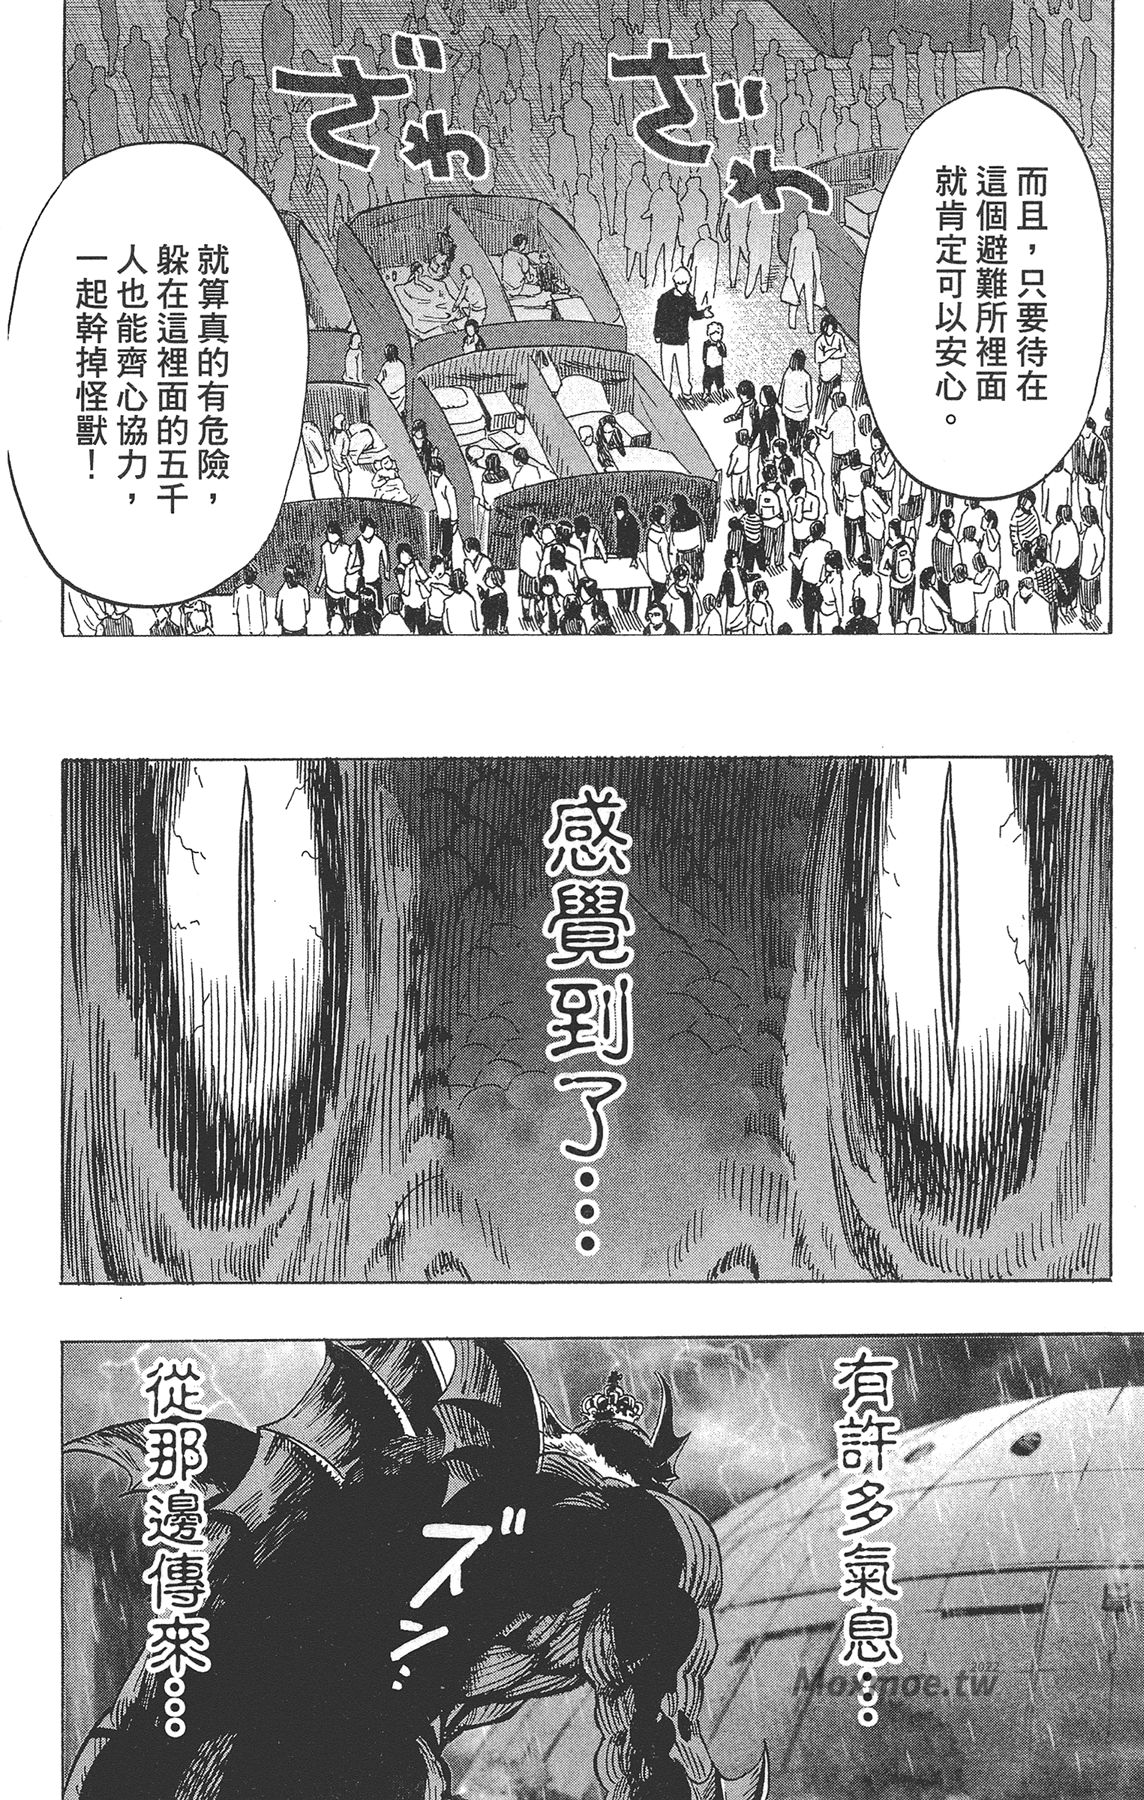 而且，只要待在
這個避難所裡面
就肯定可以安心。
ざわ
ざわ
就算真的有危險，
躲在這裡面的五千
人也能齊心協力，
一起幹掉怪獸！
感覺到了…
有許多氣息…
ズン…
從那邊傳來…
2022
Moxmoe.tw